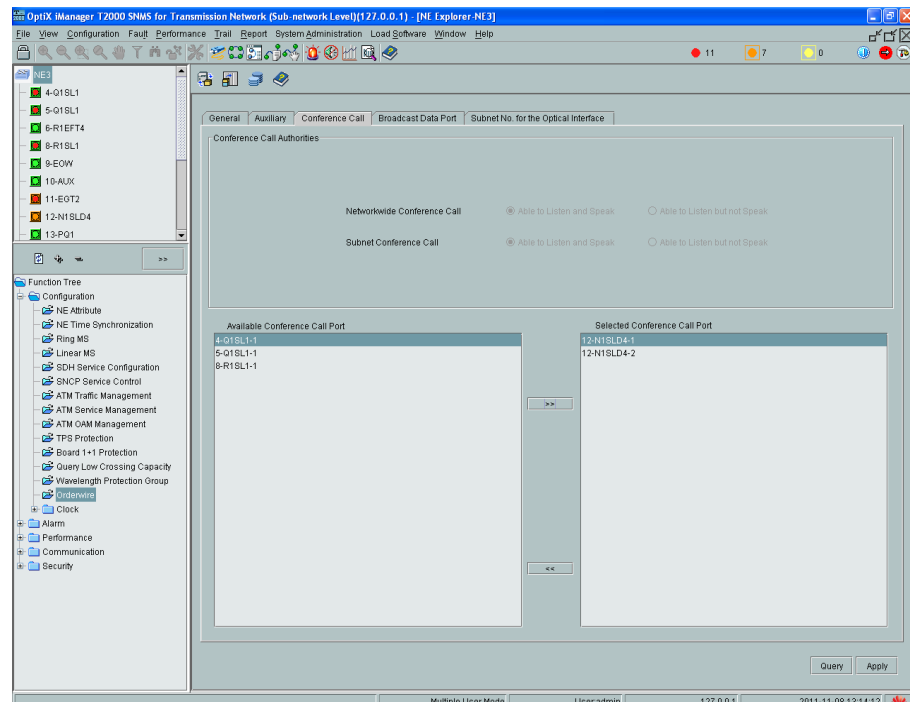 OptiX iManager T2000 SNMS for Transmission Network (Sub-network Level)(127.0.0.1) - [NE Explorer-NE3]
File View Configuration Fault Performance Trail Report System Administration Load Software Window Help
11 7 0
NE3
4-Q1SL1
5-Q1SL1
6-R1EFT4
8-R1SL1
9-EOW
10-AUX
11-EGT2
12-N1SLD4
13-PQ1
>>
Function Tree
Configuration
NE Attribute
NE Time Synchronization
Ring MS
Linear MS
SDH Service Configuration
SNCP Service Control
ATM Traffic Management
ATM Service Management
ATM OAM Management
TPS Protection
Board 1+1 Protection
Query Low Crossing Capacity
Wavelength Protection Group
Orderwire
Clock
Alarm
Performance
Communication
Security
General Auxiliary Conference Call Broadcast Data Port Subnet No. for the Optical Interface
Conference Call Authorities
Networkwide Conference Call Able to Listen and Speak Able to Listen but not Speak
Subnet Conference Call Able to Listen and Speak Able to Listen but not Speak
Available Conference Call Port
4-Q1SL1-1
5-Q1SL1-1
8-R1SL1-1
>>
<<
Selected Conference Call Port
12-N1SLD4-1
12-N1SLD4-2
Query Apply
Multiple User Mode User:admin 127.0.0.1